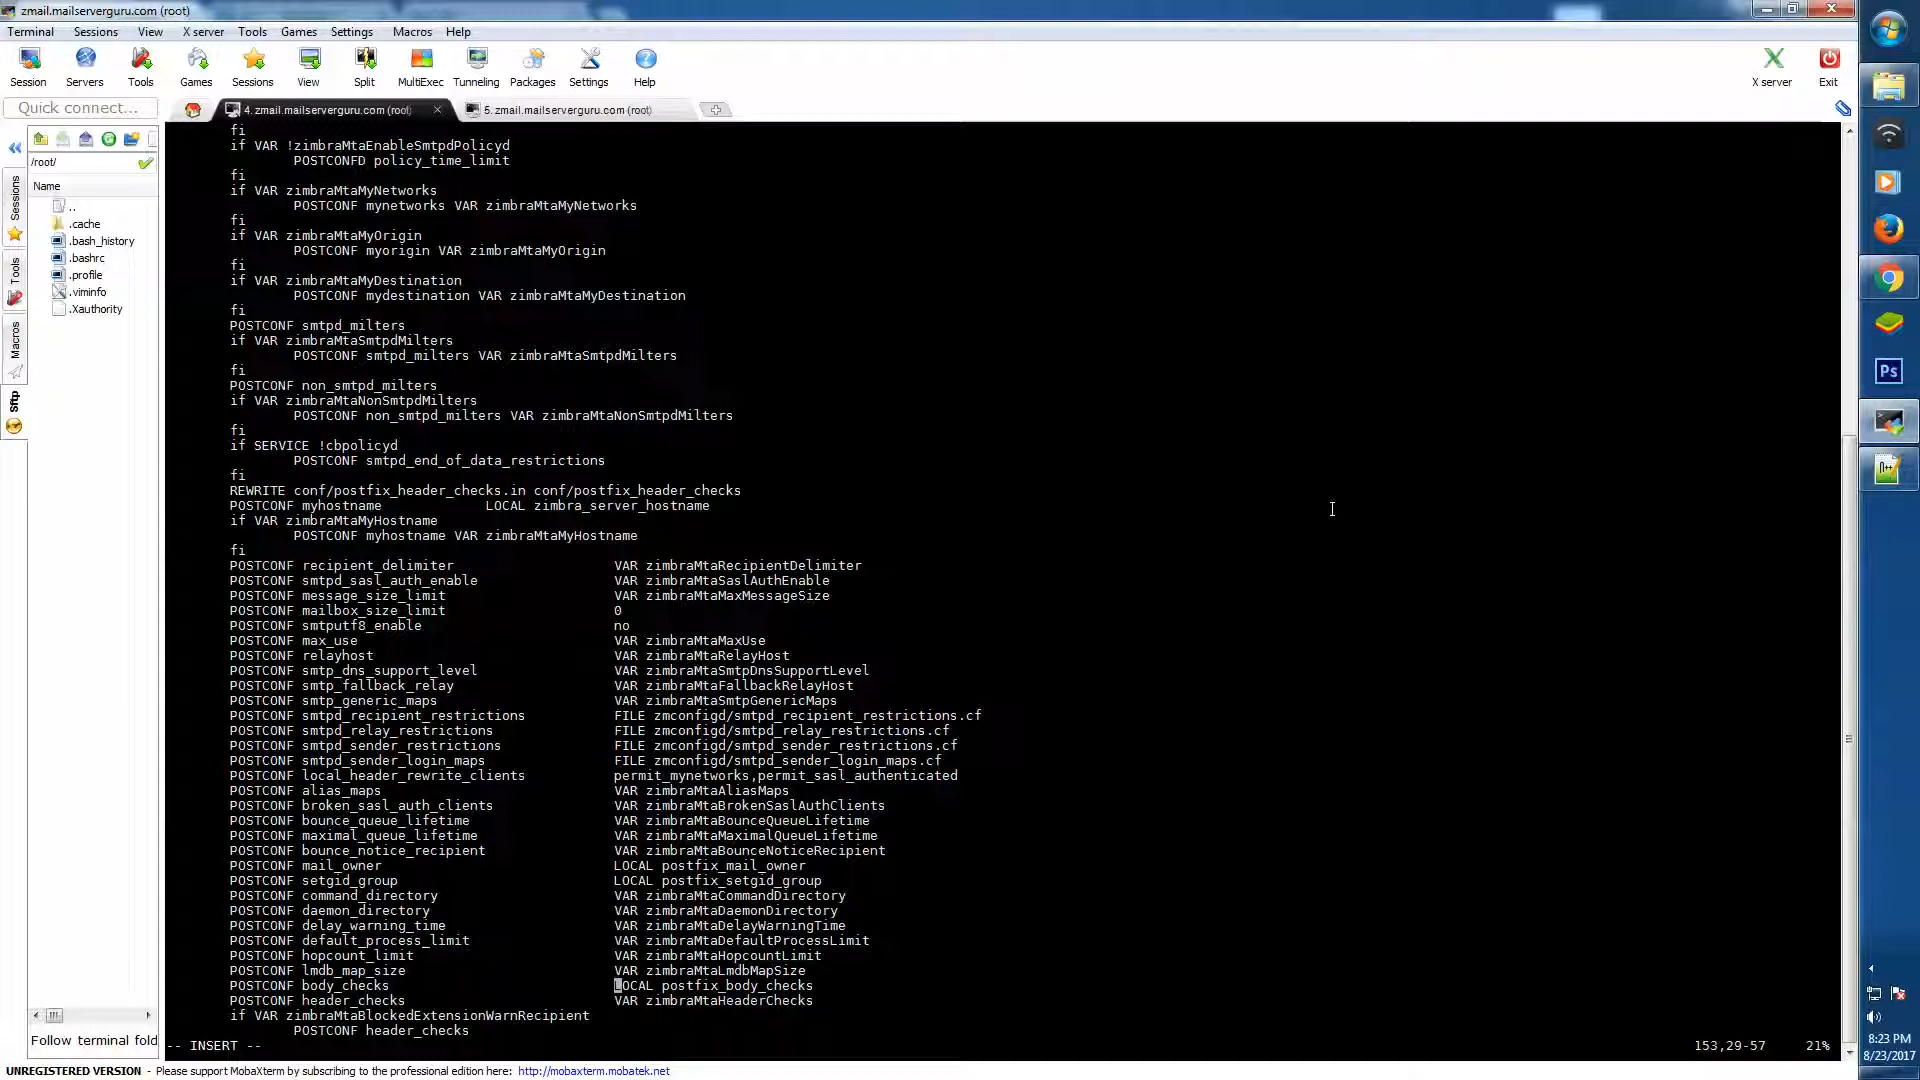 zmail.mailserverguru.com (root)
Terminal Sessions View X server Tools Games Settings Macros Help
Session Servers Tools Games Sessions View Split MultiExec Tunneling Packages Settings Help X server Exit
Quick connect...
4. zmail.mailserverguru.com (root)
5. zmail.mailserverguru.com (root)
/root/
Name
..
.cache
.bash_history
.bashrc
.profile
.viminfo
.Xauthority
Sessions
Tools
Macros
Sftp
Follow terminal fold
fi
if VAR !zimbraMtaEnableSmtpdPolicyd
POSTCONFD policy_time_limit
fi
if VAR zimbraMtaMyNetworks
POSTCONF mynetworks VAR zimbraMtaMyNetworks
fi
if VAR zimbraMtaMyOrigin
POSTCONF myorigin VAR zimbraMtaMyOrigin
fi
if VAR zimbraMtaMyDestination
POSTCONF mydestination VAR zimbraMtaMyDestination
fi
POSTCONF smtpd_milters
if VAR zimbraMtaSmtpdMilters
POSTCONF smtpd_milters VAR zimbraMtaSmtpdMilters
fi
POSTCONF non_smtpd_milters
if VAR zimbraMtaNonSmtpdMilters
POSTCONF non_smtpd_milters VAR zimbraMtaNonSmtpdMilters
fi
if SERVICE !cbpolicyd
POSTCONF smtpd_end_of_data_restrictions
fi
REWRITE conf/postfix_header_checks.in conf/postfix_header_checks
POSTCONF myhostname LOCAL zimbra_server_hostname
if VAR zimbraMtaMyHostname
POSTCONF myhostname VAR zimbraMtaMyHostname
fi
POSTCONF recipient_delimiter VAR zimbraMtaRecipientDelimiter
POSTCONF smtpd_sasl_auth_enable VAR zimbraMtaSaslAuthEnable
POSTCONF message_size_limit VAR zimbraMtaMaxMessageSize
POSTCONF mailbox_size_limit 0
POSTCONF smtputf8_enable no
POSTCONF max_use VAR zimbraMtaMaxUse
POSTCONF relayhost VAR zimbraMtaRelayHost
POSTCONF smtp_dns_support_level VAR zimbraMtaSmtpDnsSupportLevel
POSTCONF smtp_fallback_relay VAR zimbraMtaFallbackRelayHost
POSTCONF smtp_generic_maps VAR zimbraMtaSmtpGenericMaps
POSTCONF smtpd_recipient_restrictions FILE zmconfigd/smtpd_recipient_restrictions.cf
POSTCONF smtpd_relay_restrictions FILE zmconfigd/smtpd_relay_restrictions.cf
POSTCONF smtpd_sender_restrictions FILE zmconfigd/smtpd_sender_restrictions.cf
POSTCONF smtpd_sender_login_maps FILE zmconfigd/smtpd_sender_login_maps.cf
POSTCONF local_header_rewrite_clients permit_mynetworks,permit_sasl_authenticated
POSTCONF alias_maps VAR zimbraMtaAliasMaps
POSTCONF broken_sasl_auth_clients VAR zimbraMtaBrokenSaslAuthClients
POSTCONF bounce_queue_lifetime VAR zimbraMtaBounceQueueLifetime
POSTCONF maximal_queue_lifetime VAR zimbraMtaMaximalQueueLifetime
POSTCONF bounce_notice_recipient VAR zimbraMtaBounceNoticeRecipient
POSTCONF mail_owner LOCAL postfix_mail_owner
POSTCONF setgid_group LOCAL postfix_setgid_group
POSTCONF command_directory VAR zimbraMtaCommandDirectory
POSTCONF daemon_directory VAR zimbraMtaDaemonDirectory
POSTCONF delay_warning_time VAR zimbraMtaDelayWarningTime
POSTCONF default_process_limit VAR zimbraMtaDefaultProcessLimit
POSTCONF hopcount_limit VAR zimbraMtaHopcountLimit
POSTCONF lmdb_map_size VAR zimbraMtaLmdbMapSize
POSTCONF body_checks LOCAL postfix_body_checks
POSTCONF header_checks VAR zimbraMtaHeaderChecks
if VAR zimbraMtaBlockedExtensionWarnRecipient
POSTCONF header_checks
-- INSERT -- 153,29-57 21%
UNREGISTERED VERSION - Please support MobaXterm by subscribing to the professional edition here: http://mobaxterm.mobatek.net
Ps
8:23 PM
8/23/2017